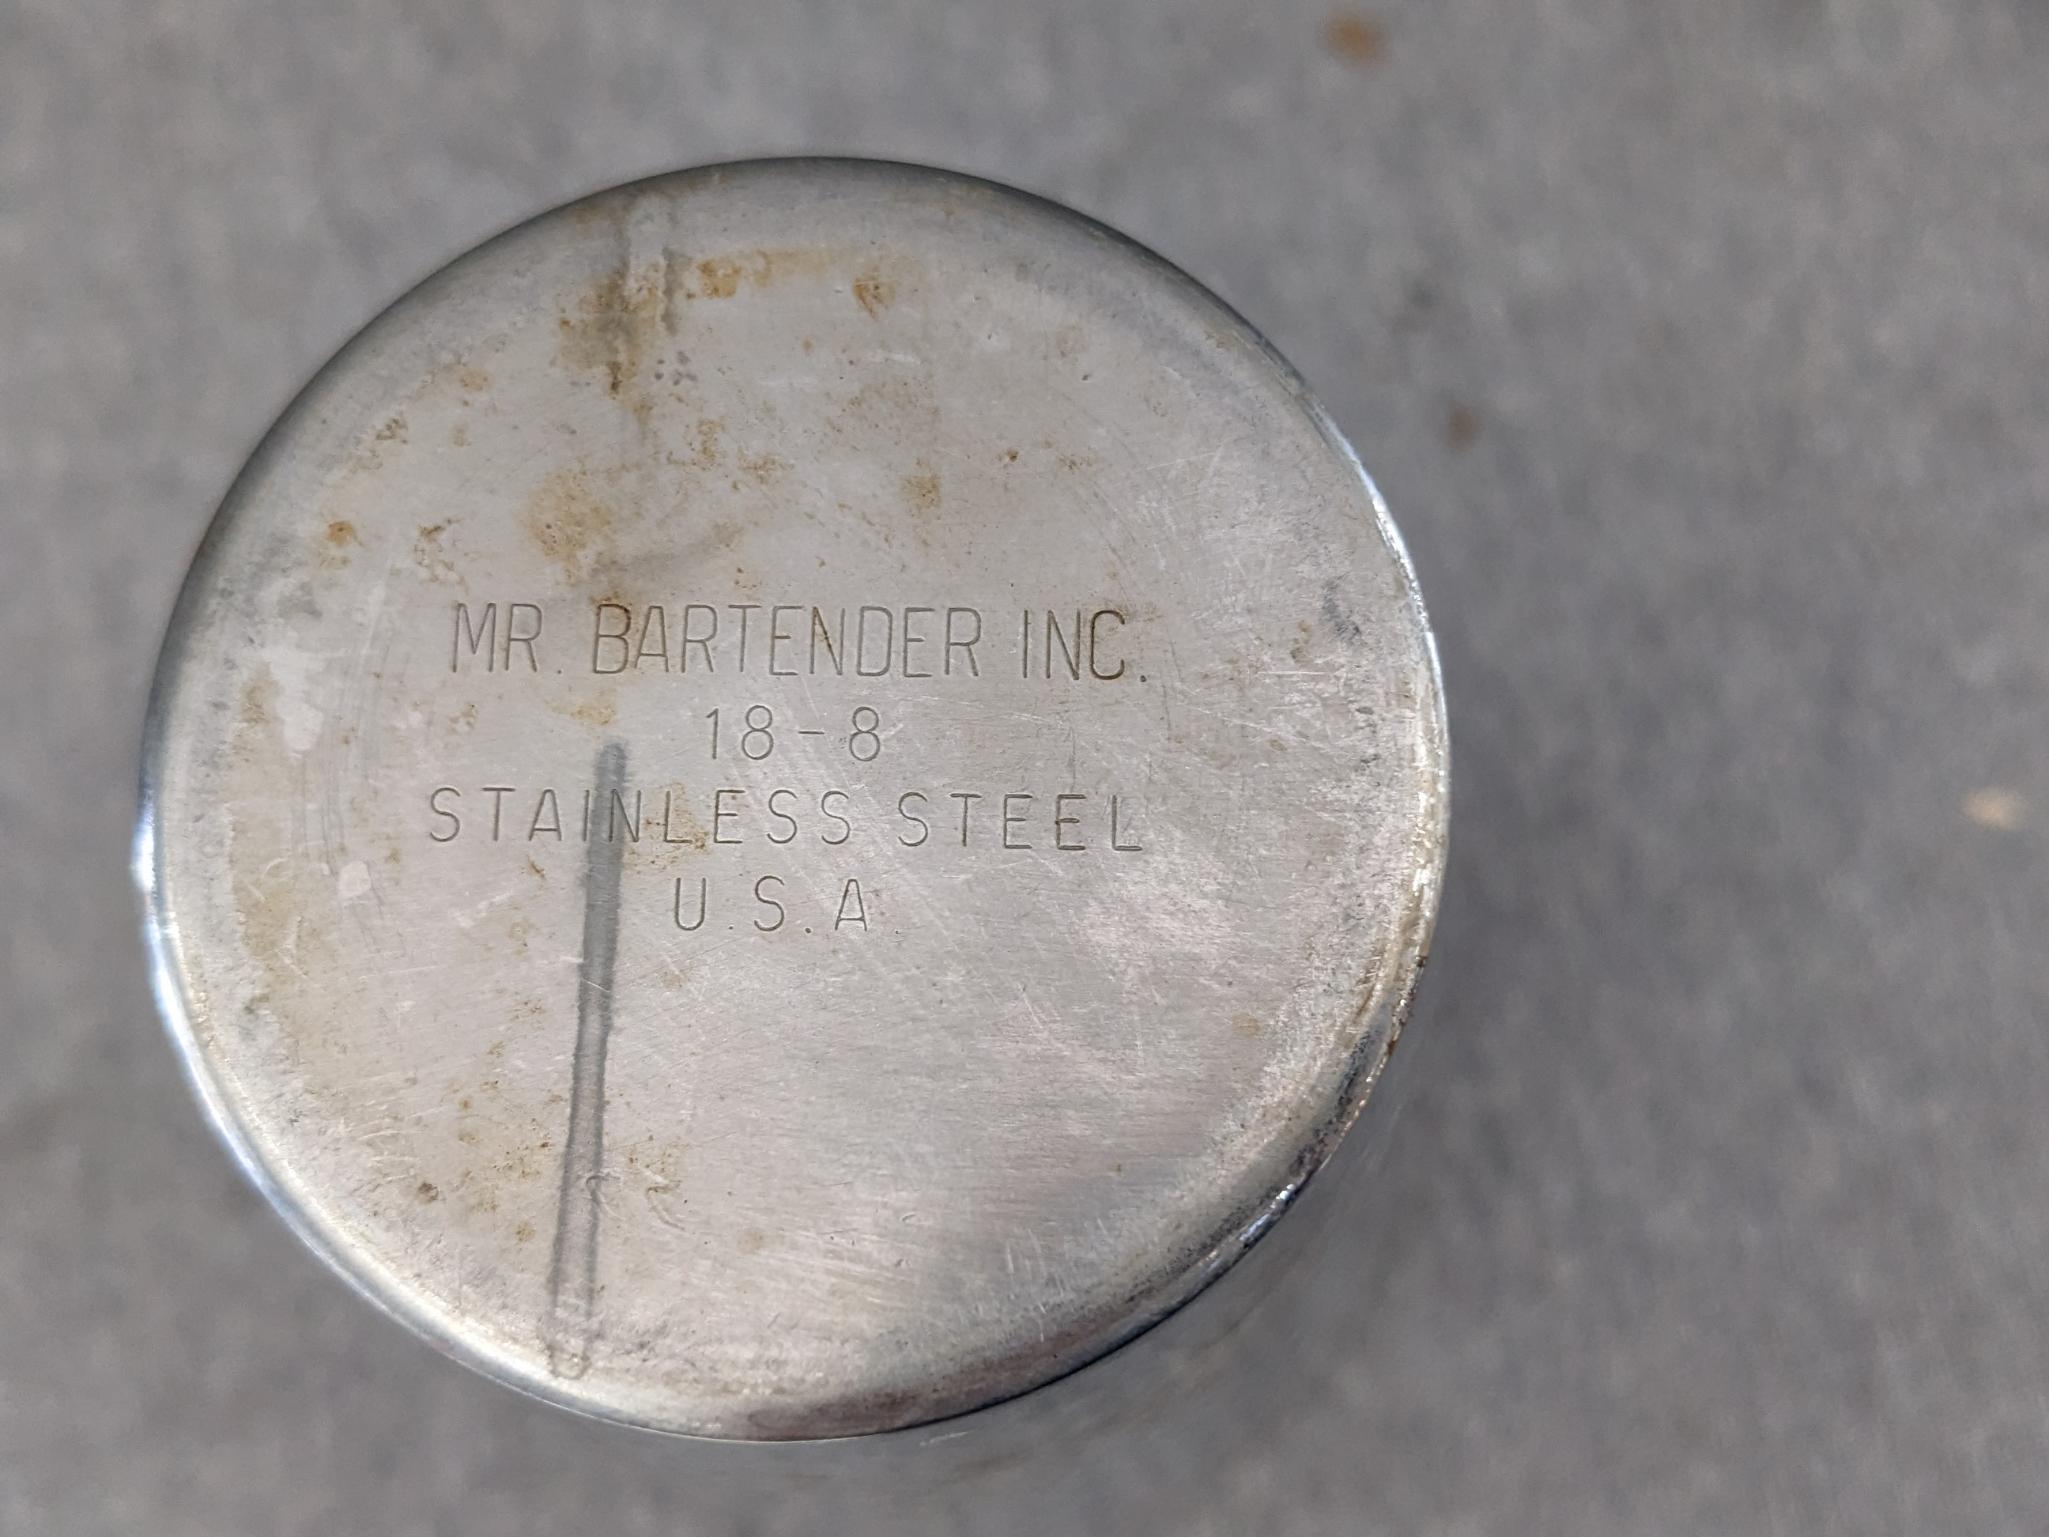 MR. BARTENDER INC.
18-8
STAINLESS STEEL
U.S.A.